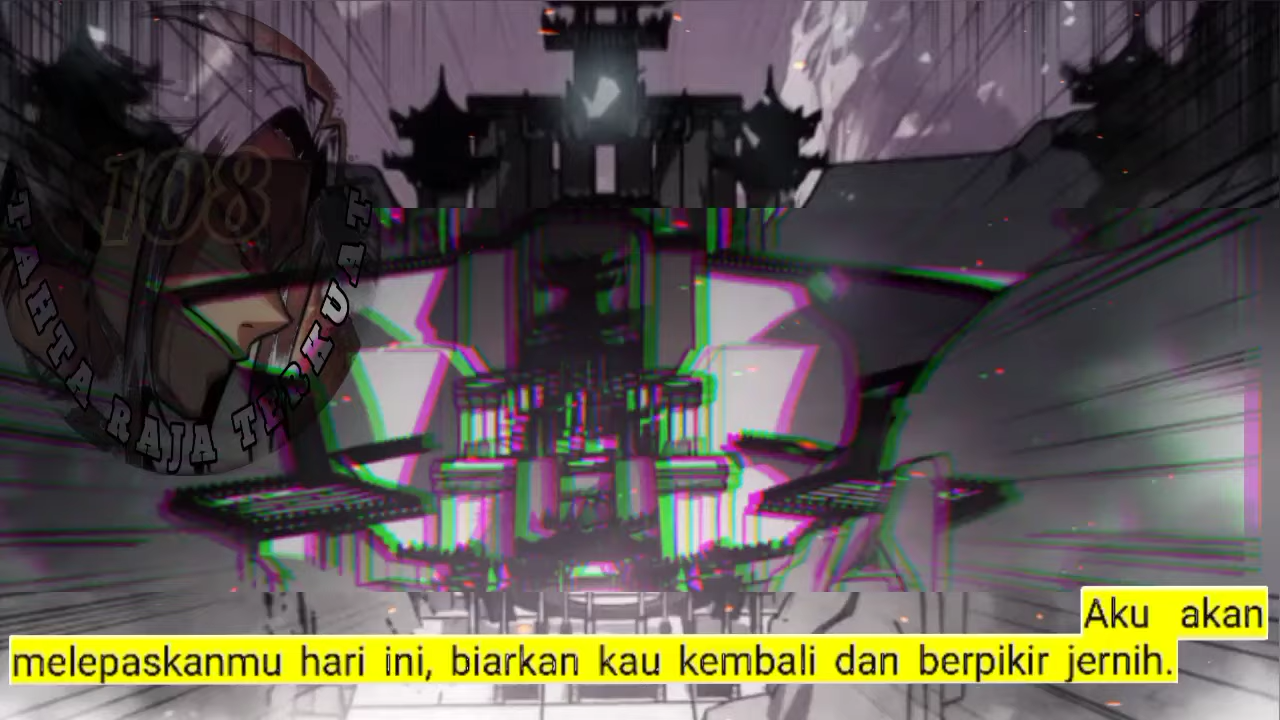 108
TAHTA RAJA TERKUAT
Aku akan
melepaskanmu hari ini, biarkan kau kembali dan berpikir jernih.